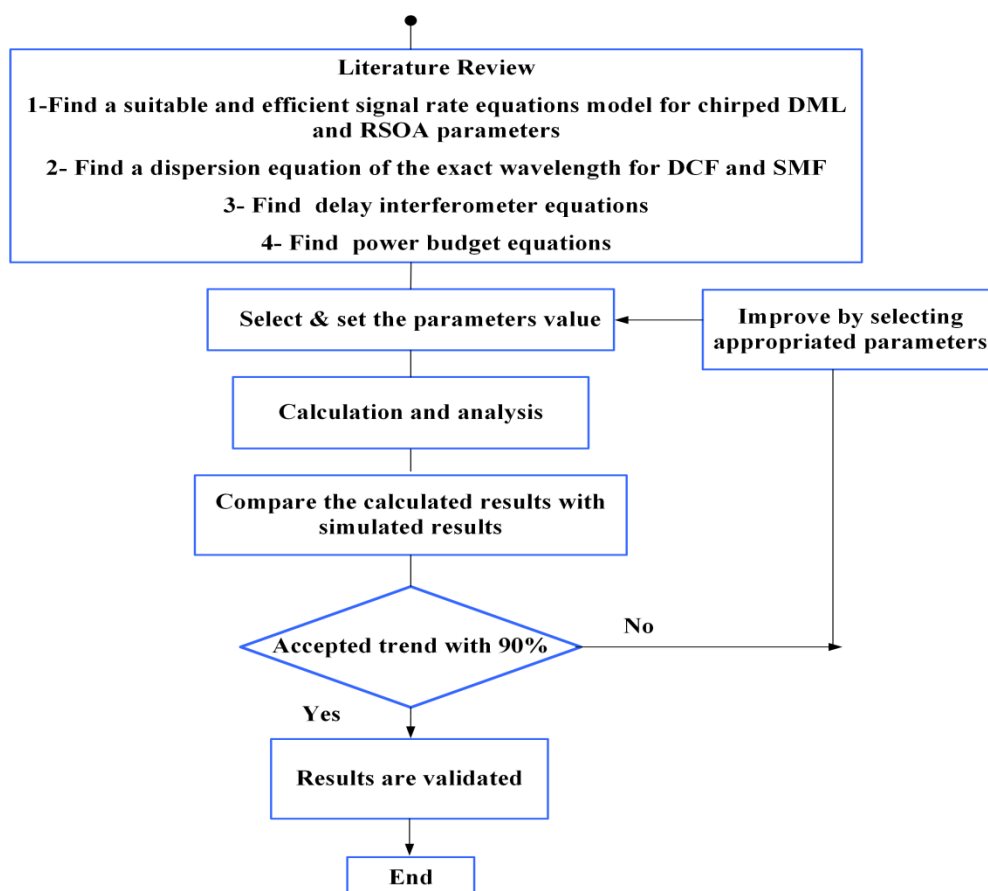 Literature Review
1-Find a suitable and efficient signal rate equations model for chirped DML
and RSOA parameters
2- Find a dispersion equation of the exact wavelength for DCF and SMF
3- Find delay interferometer equations
4- Find power budget equations
Select & set the parameters value
Improve by selecting
appropriated parameters
Calculation and analysis
Compare the calculated results with
simulated results
Accepted trend with 90%
No
Yes
Results are validated
End